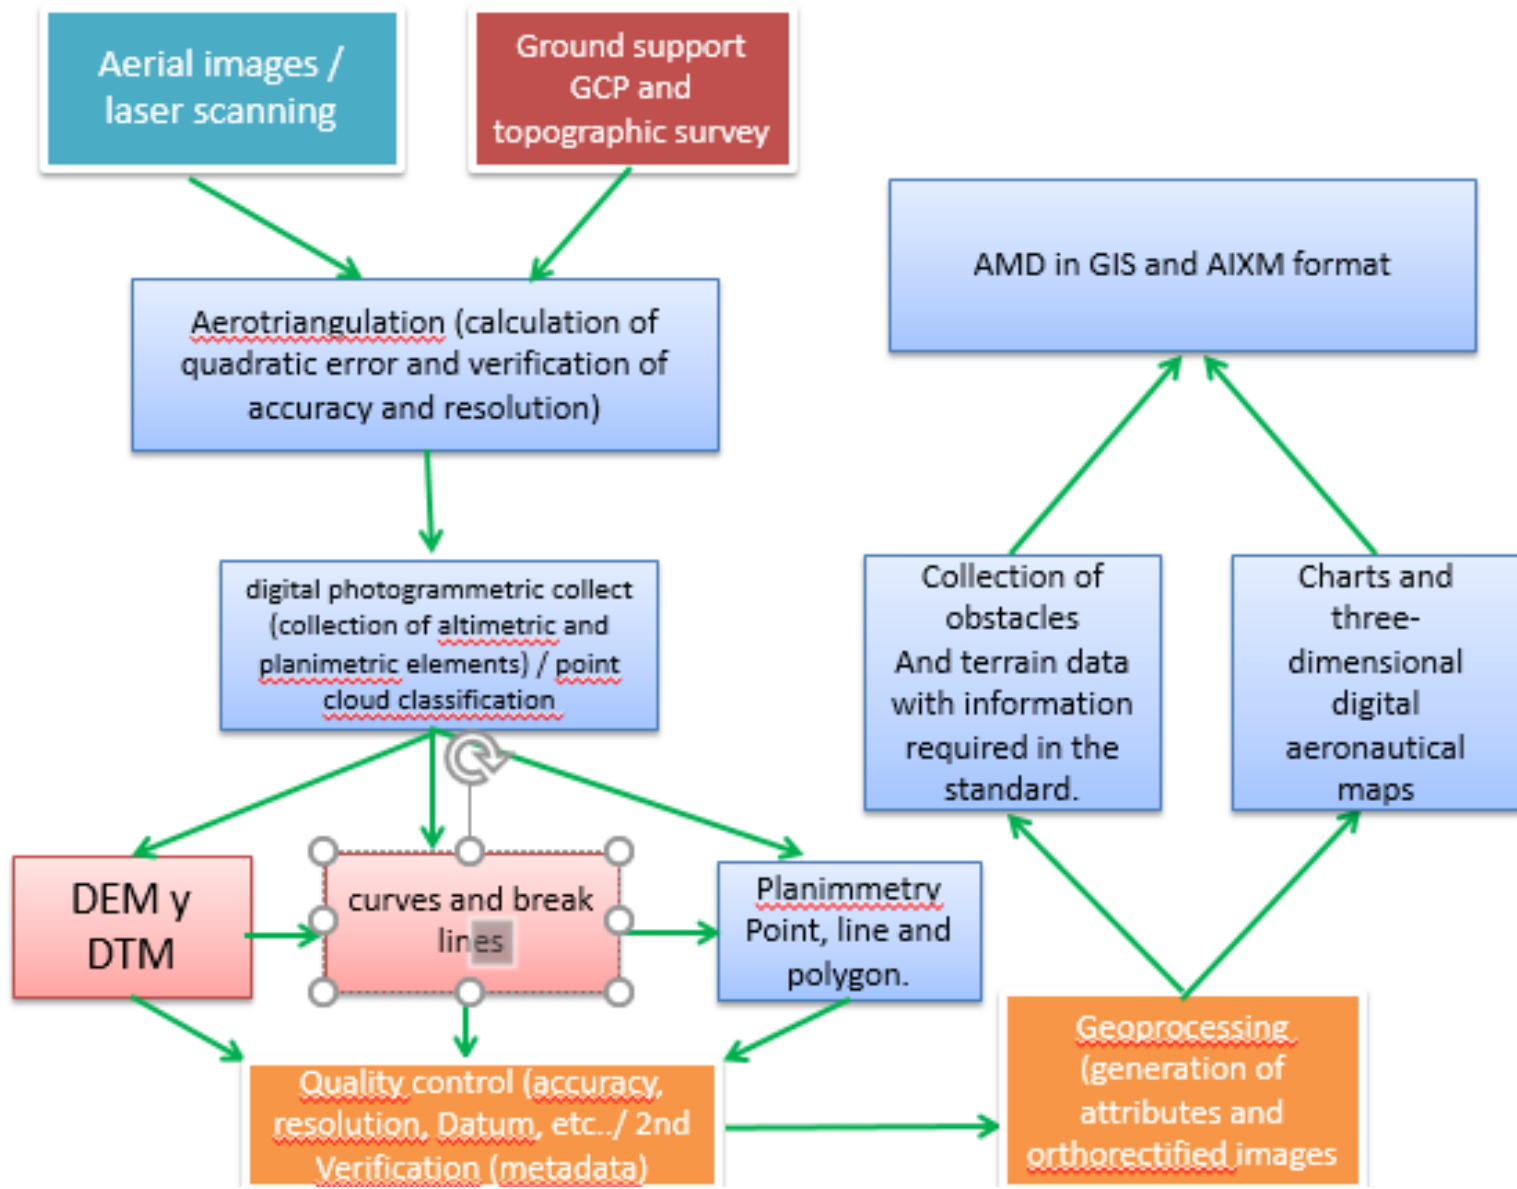 Aerial images /
laser scanning
Ground support
GCP and
topographic survey
Aerotriangulation (calculation of
quadratic error and verification of
accuracy and resolution)
digital photogrammetric collect
(collection of altimetric and
planimetric elements) / point
cloud classification
DEM y
DTM
curves and break
lines
Planimmetry
Point, line and
polygon.
Quality control (accuracy,
resolution, Datum, etc../ 2nd
Verification (metadata)
Geoprocessing
(generation of
attributes and
orthorectified images
Collection of
obstacles
And terrain data
with information
required in the
standard.
Charts and
three-
dimensional
digital
aeronautical
maps
AMD in GIS and AIXM format